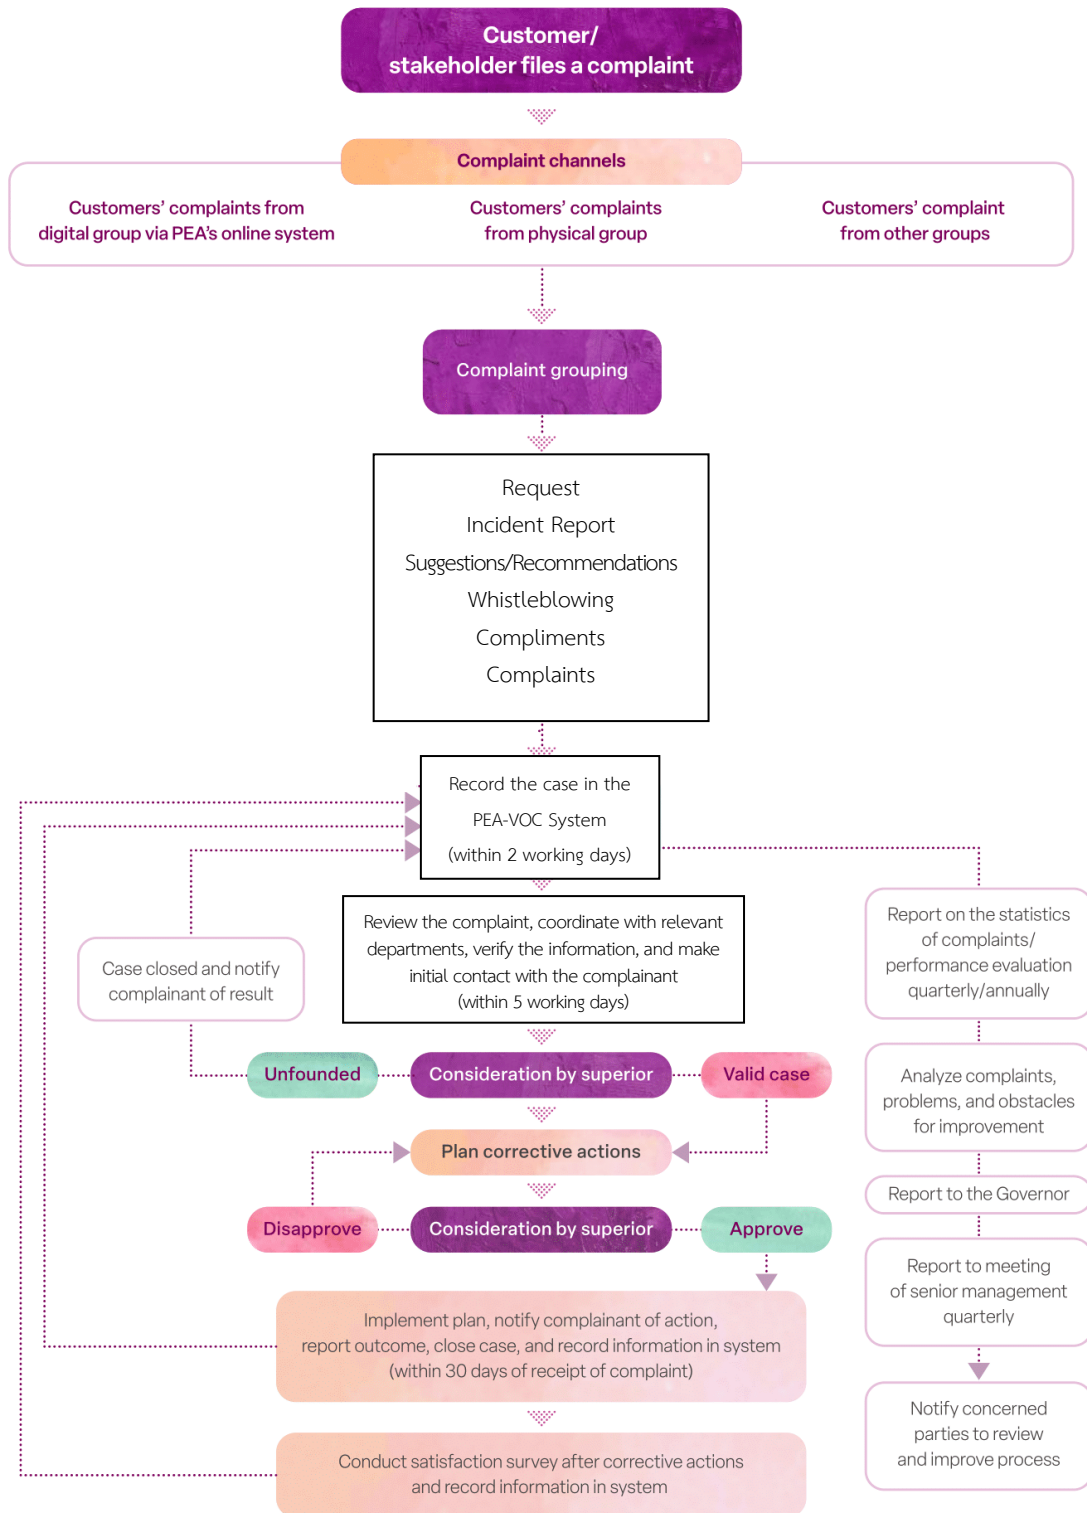 Customer/
stakeholder files a complaint
Complaint channels
Customers’ complaints from
digital group via PEA’s online system
Customers’ complaints
from physical group
Customers’ complaint
from other groups
Complaint grouping
Request
Incident Report
Suggestions/Recommendations
Whistleblowing
Compliments
Complaints
Record the case in the
PEA-VOC System
(within 2 working days)
Review the complaint, coordinate with relevant
departments, verify the information, and make
initial contact with the complainant
(within 5 working days)
Case closed and notify
complainant of result
Unfounded
Consideration by superior
Valid case
Plan corrective actions
Disapprove
Consideration by superior
Approve
Implement plan, notify complainant of action,
report outcome, close case, and record information in system
(within 30 days of receipt of complaint)
Conduct satisfaction survey after corrective actions
and record information in system
Report on the statistics
of complaints/
performance evaluation
quarterly/annually
Analyze complaints,
problems, and obstacles
for improvement
Report to the Governor
Report to meeting
of senior management
quarterly
Notify concerned
parties to review
and improve process